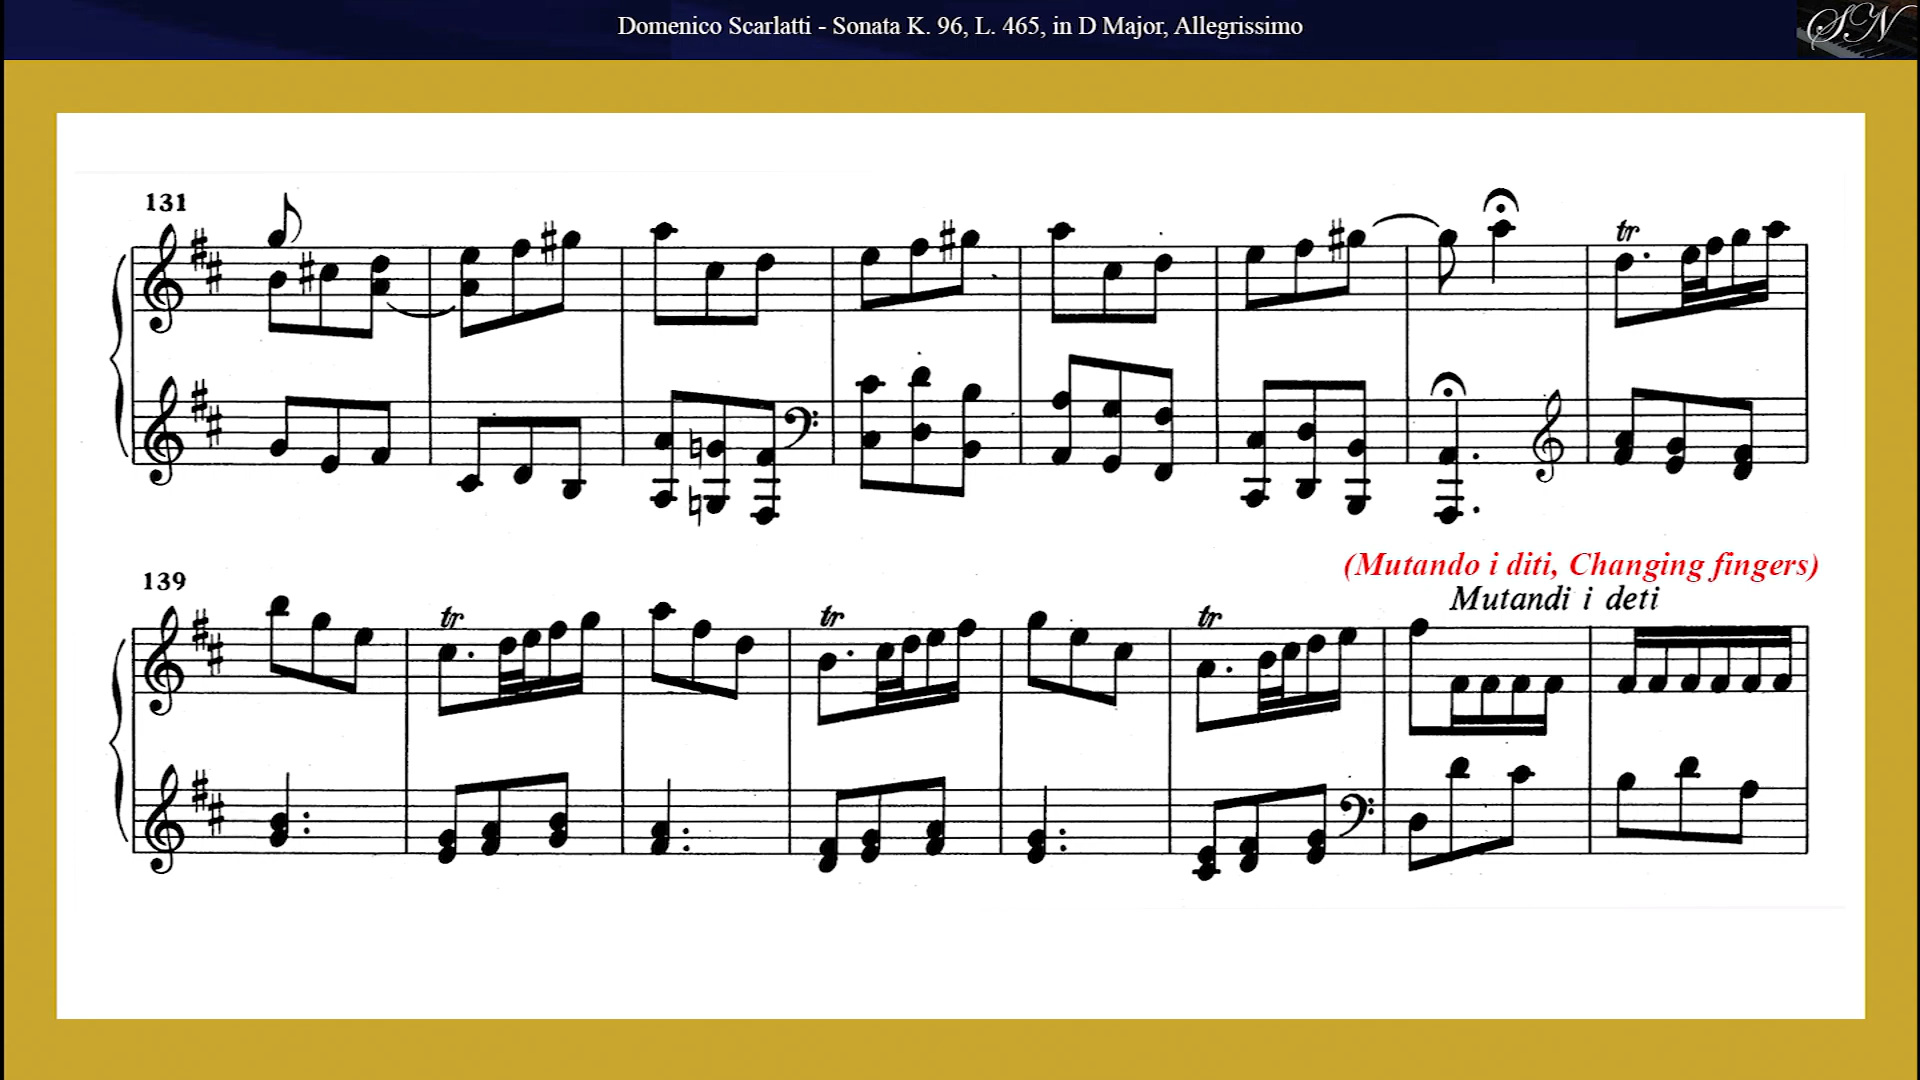 Domenico Scarlatti - Sonata K. 96, L. 465, in D Major, Allegrissimo
SN
131
tr
(Mutando i diti, Changing fingers)
Mutandi i deti
139
tr tr tr